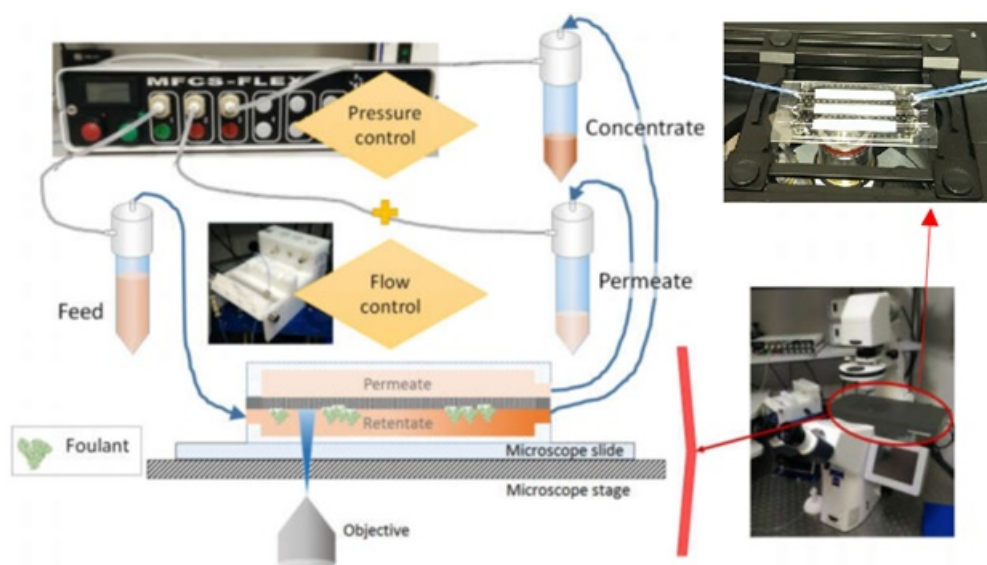 MFCS-FLEX
Pressure
control
Concentrate
Feed
Flow
control
Permeate
Permeate
Retentate
Foulant
Microscope slide
Microscope stage
Objective